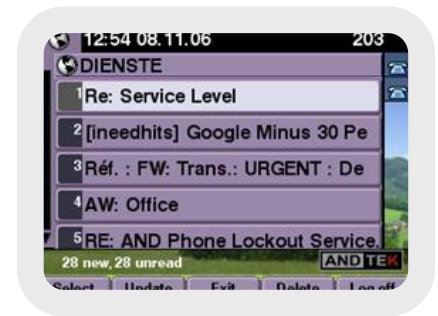 12:54 08.11.06 203
DIENSTE
1 Re: Service Level
2 [ineedhits] Google Minus 30 Pe
3 Réf. : FW: Trans.: URGENT : De
4 AW: Office
5 RE: AND Phone Lockout Service.
28 new, 28 unread ANDTEK
Select Update Exit Delete Log off